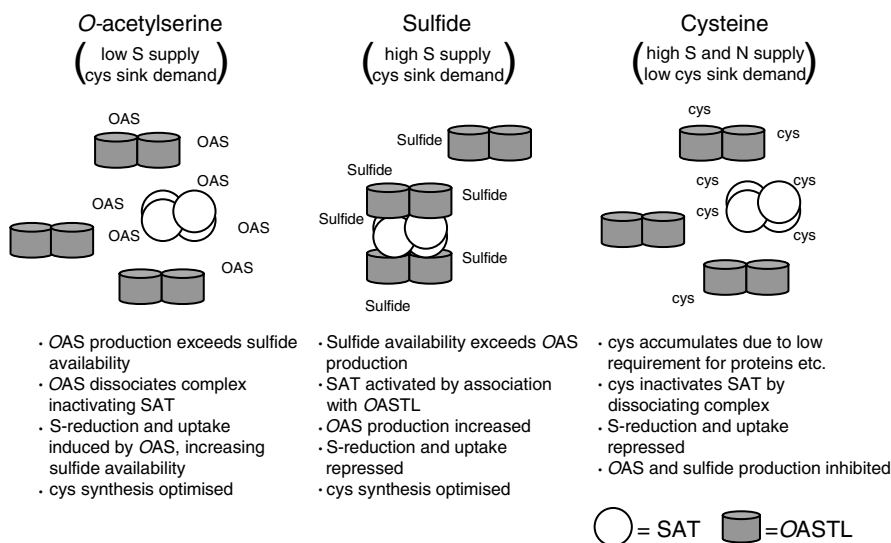 O-acetylserine
(low S supply
cys sink demand)
OAS
OAS
OAS
OAS
OAS
OAS
OAS
· OAS production exceeds sulfide
availability
· OAS dissociates complex
inactivating SAT
· S-reduction and uptake
induced by OAS, increasing
sulfide availability
· cys synthesis optimised
Sulfide
(high S supply
cys sink demand)
Sulfide
Sulfide
Sulfide
Sulfide
Sulfide
Sulfide
· Sulfide availability exceeds OAS
production
· SAT activated by association
with OASTL
· OAS production increased
· S-reduction and uptake
repressed
· cys synthesis optimised
Cysteine
(high S and N supply
low cys sink demand)
cys
cys
cys
cys
cys
cys
cys
· cys accumulates due to low
requirement for proteins etc.
· cys inactivates SAT by
dissociating complex
· S-reduction and uptake
repressed
· OAS and sulfide production inhibited
= SAT =OASTL